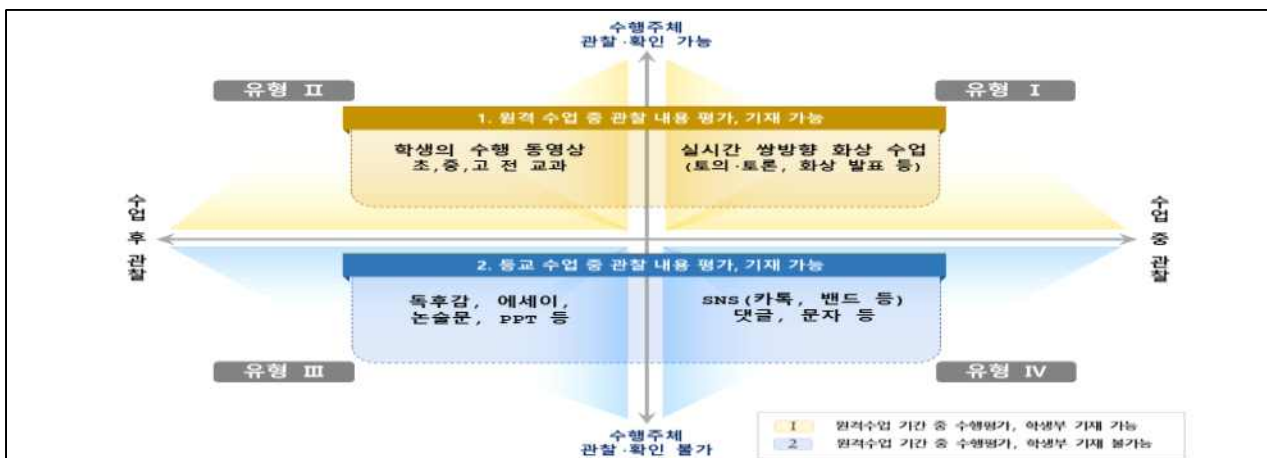 수행주체
관찰·확인 가능
유형 Ⅱ
유형 Ⅰ
1. 원격 수업 중 관찰 내용 평가, 기재 가능
학생의 수행 동영상
초,중,고 전 교과
실시간 쌍방향 화상 수업
(토의·토론, 화상 발표 등)
수업 후 관찰
수업 중 관찰
2. 등교 수업 중 관찰 내용 평가, 기재 가능
독후감, 에세이,
논술문, PPT 등
SNS(카톡, 밴드 등)
댓글, 문자 등
유형 Ⅲ
유형 Ⅳ
수행주체
관찰·확인 불가
1 원격수업 기간 중 수행평가, 학생부 기재 가능
2 원격수업 기간 중 수행평가, 학생부 기재 불가능